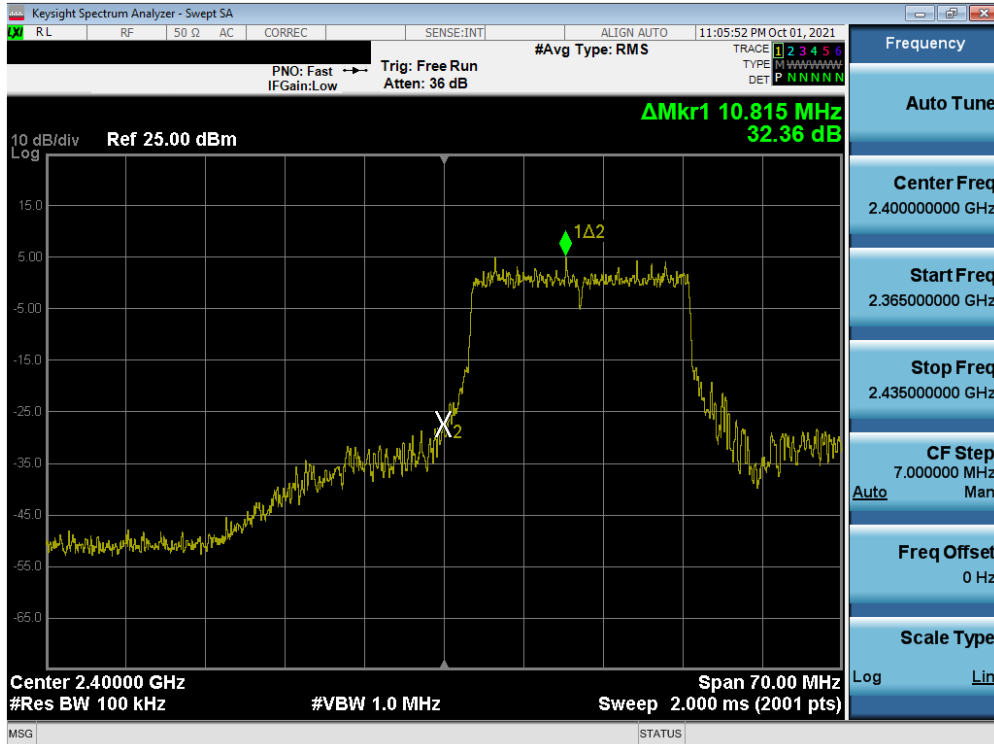 Keysight Spectrum Analyzer - Swept SA
LXI RL RF 50 Ω AC CORREC SENSE:INT ALIGN AUTO 11:05:52 PM Oct 01, 2021
PNO: Fast
IFGain:Low
Trig: Free Run
Atten: 36 dB
#Avg Type: RMS
TRACE 1 2 3 4 5 6
TYPE M W W W W W
DET P N N N N N
ΔMkr1 10.815 MHz
32.36 dB
10 dB/div Ref 25.00 dBm
Log
15.0
5.00
-5.00
-15.0
-25.0
-35.0
-45.0
-55.0
-65.0
1Δ2
X2
Center 2.40000 GHz
#Res BW 100 kHz
#VBW 1.0 MHz
Span 70.00 MHz
Sweep 2.000 ms (2001 pts)
MSG STATUS
Frequency
Auto Tune
Center Freq
2.400000000 GHz
Start Freq
2.365000000 GHz
Stop Freq
2.435000000 GHz
CF Step
7.000000 MHz
Auto Man
Freq Offset
0 Hz
Scale Type
Log Lin